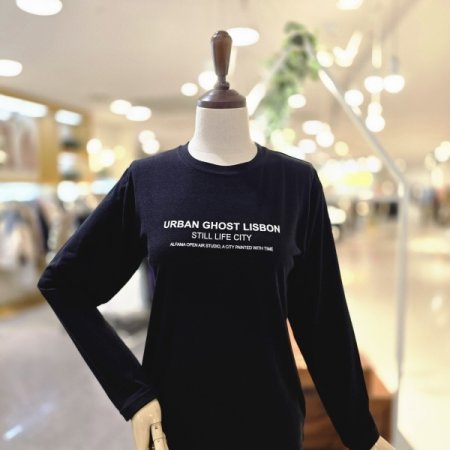 URBAN GHOST LISBON
STILL LIFE CITY
ALFAMA OPEN AIR STUDIO, A CITY PAINTED WITH TIME